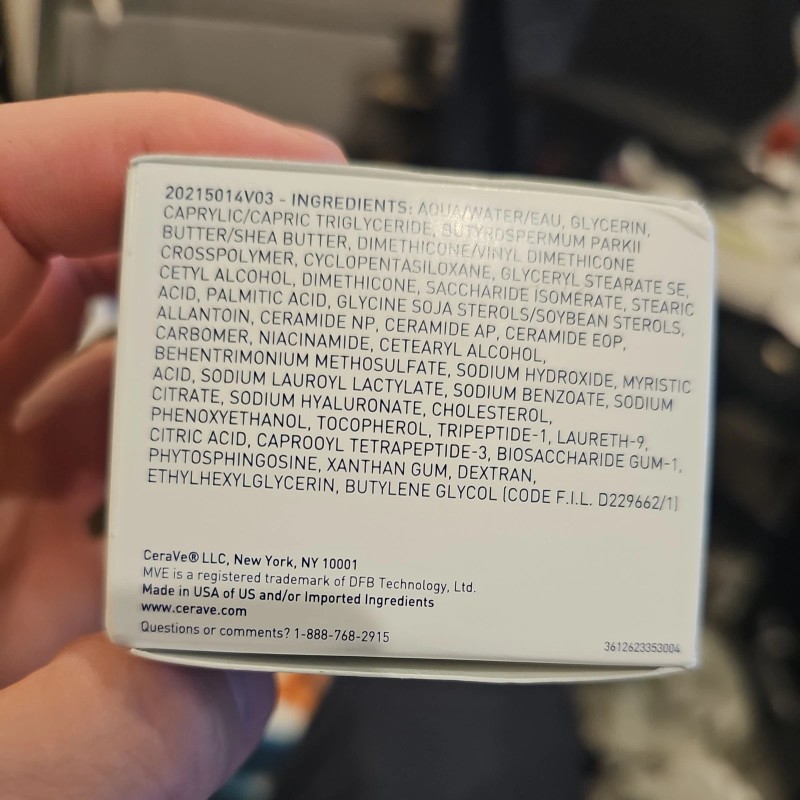 20215014V03 - INGREDIENTS: AQUA/WATER/EAU, GLYCERIN,
CAPRYLIC/CAPRIC TRIGLYCERIDE, BUTYROSPERMUM PARKII
BUTTER/SHEA BUTTER, DIMETHICONE/VINYL DIMETHICONE
CROSSPOLYMER, CYCLOPENTASILOXANE, GLYCERYL STEARATE SE,
CETYL ALCOHOL, DIMETHICONE, SACCHARIDE ISOMERATE, STEARIC
ACID, PALMITIC ACID, GLYCINE SOJA STEROLS/SOYBEAN STEROLS,
ALLANTOIN, CERAMIDE NP, CERAMIDE AP, CERAMIDE EOP,
CARBOMER, NIACINAMIDE, CETEARYL ALCOHOL,
BEHENTRIMONIUM METHOSULFATE, SODIUM HYDROXIDE, MYRISTIC
ACID, SODIUM LAUROYL LACTYLATE, SODIUM BENZOATE, SODIUM
CITRATE, SODIUM HYALURONATE, CHOLESTEROL,
PHENOXYETHANOL, TOCOPHEROL, TRIPEPTIDE-1, LAURETH-9,
CITRIC ACID, CAPROOYL TETRAPEPTIDE-3, BIOSACCHARIDE GUM-1,
PHYTOSPHINGOSINE, XANTHAN GUM, DEXTRAN,
ETHYLHEXYLGLYCERIN, BUTYLENE GLYCOL (CODE F.I.L. D229662/1)
CeraVe® LLC, New York, NY 10001
MVE is a registered trademark of DFB Technology, Ltd.
Made in USA of US and/or Imported Ingredients
www.cerave.com
Questions or comments? 1-888-768-2915
3612623353004